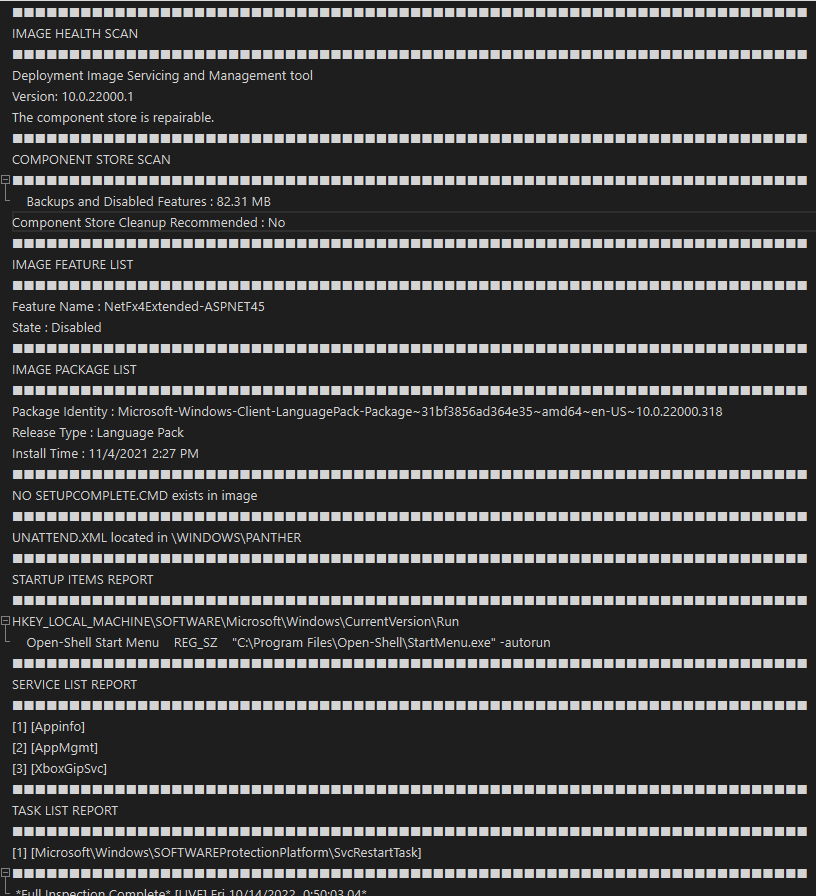 IMAGE HEALTH SCAN
Deployment Image Servicing and Management tool
Version: 10.0.22000.1
The component store is repairable.
COMPONENT STORE SCAN
Backups and Disabled Features : 82.31 MB
Component Store Cleanup Recommended : No
IMAGE FEATURE LIST
Feature Name : NetFx4Extended-ASPNET45
State : Disabled
IMAGE PACKAGE LIST
Package Identity : Microsoft-Windows-Client-LanguagePack-Package~31bf3856ad364e35~amd64~en-US~10.0.22000.318
Release Type : Language Pack
Install Time : 11/4/2021 2:27 PM
NO SETUPCOMPLETE.CMD exists in image
UNATTEND.XML located in \WINDOWS\PANTHER
STARTUP ITEMS REPORT
HKEY_LOCAL_MACHINE\SOFTWARE\Microsoft\Windows\CurrentVersion\Run
Open-Shell Start Menu    REG_SZ    "C:\Program Files\Open-Shell\StartMenu.exe" -autorun
SERVICE LIST REPORT
[1] [Appinfo]
[2] [AppMgmt]
[3] [XboxGipSvc]
TASK LIST REPORT
[1] [Microsoft\Windows\SOFTWAREProtectionPlatform\SvcRestartTask]
*Full Inspection Complete* [LIVE] Fri 10/14/2022 0:50:03.04*